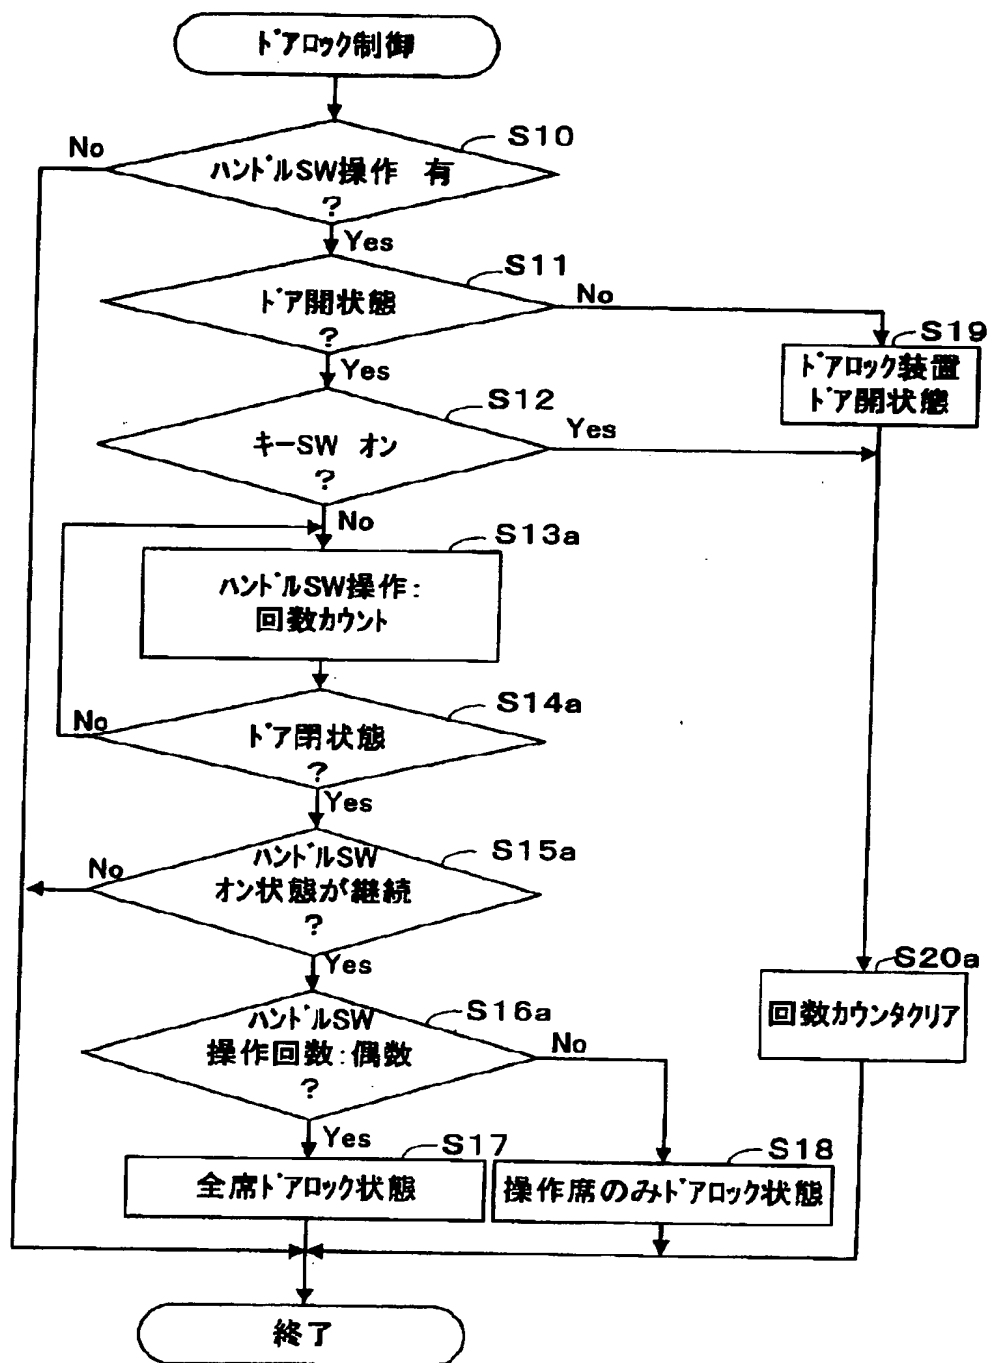 ドアロック制御
S10
No
ハンドルSW操作 有
?
Yes
S11
No
ドア開状態
?
Yes
S19
ドアロック装置
ドア開状態
S12
Yes
キーSW オン
?
No
S13a
ハンドルSW操作:
回数カウント
S14a
No
ドア閉状態
?
Yes
S15a
No
ハンドルSW
オン状態が継続
?
Yes
S20a
回数カウンタクリア
S16a
ハンドルSW
操作回数:偶数
?
No
Yes
S17
全席ドアロック状態
S18
操作席のみドアロック状態
終了